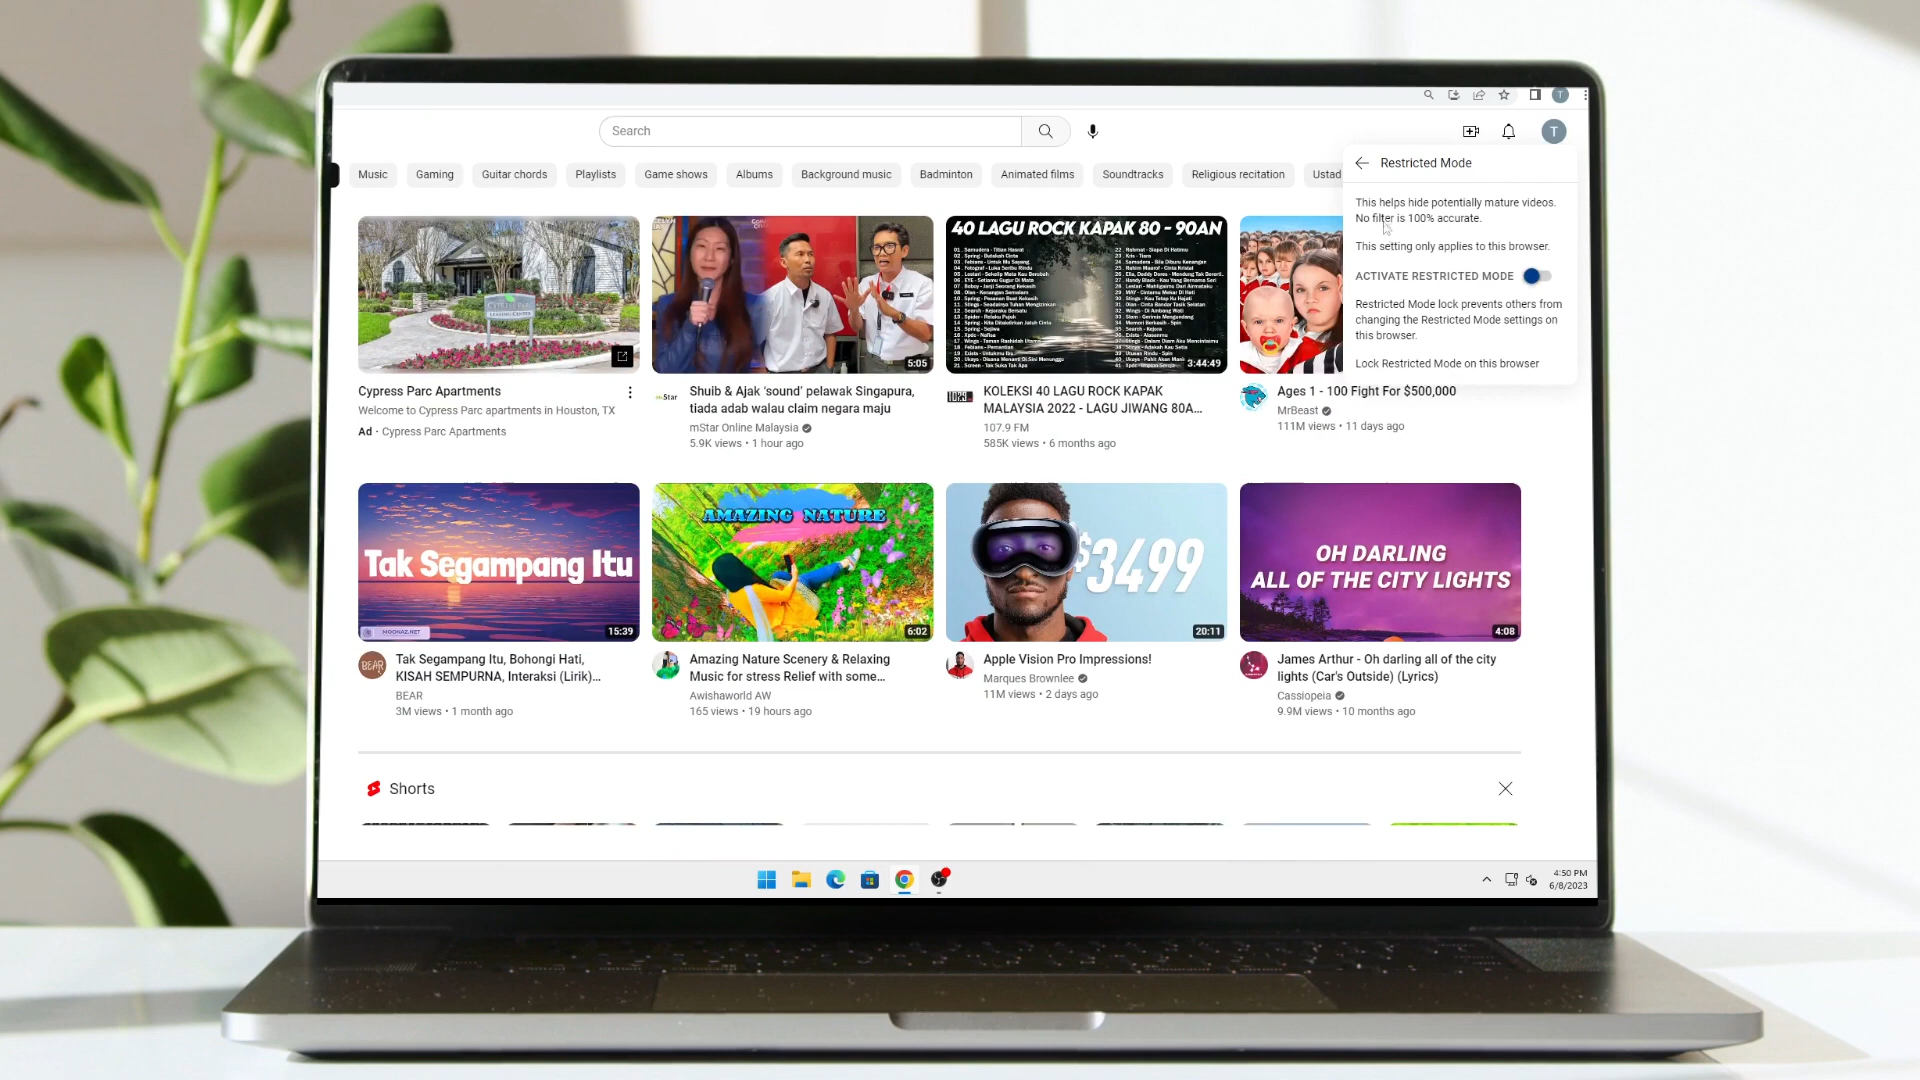 T
Search
T
Music
Gaming
Guitar chords
Playlists
Game shows
Albums
Background music
Badminton
Animated films
Soundtracks
Religious recitation
Ustad
Restricted Mode
This helps hide potentially mature videos.
No filter is 100% accurate.
This setting only applies to this browser.
ACTIVATE RESTRICTED MODE
Restricted Mode lock prevents others from
changing the Restricted Mode settings on
this browser.
Lock Restricted Mode on this browser
CYPRESS PARC
LEASING CENTER
5:05
40 LAGU ROCK KAPAK 80 - 90AN
3:44:49
Cypress Parc Apartments
Welcome to Cypress Parc apartments in Houston, TX
Ad · Cypress Parc Apartments
mStar
Shuib & Ajak 'sound' pelawak Singapura,
tiada adab walau claim negara maju
mStar Online Malaysia
5.9K views • 1 hour ago
107.9
KOLEKSI 40 LAGU ROCK KAPAK
MALAYSIA 2022 - LAGU JIWANG 80A...
107.9 FM
585K views • 6 months ago
Ages 1 - 100 Fight For $500,000
MrBeast
111M views • 11 days ago
Tak Segampang Itu
MOONAZ.NET
15:39
AMAZING NATURE
6:02
$3499
20:11
OH DARLING
ALL OF THE CITY LIGHTS
4:08
BEAR
Tak Segampang Itu, Bohongi Hati,
KISAH SEMPURNA, Interaksi (Lirik)...
BEAR
3M views • 1 month ago
Amazing Nature Scenery & Relaxing
Music for stress Relief with some...
Awishaworld AW
165 views • 19 hours ago
Apple Vision Pro Impressions!
Marques Brownlee
11M views • 2 days ago
James Arthur - Oh darling all of the city
lights (Car's Outside) (Lyrics)
Cassiopeia
9.9M views • 10 months ago
Shorts
4:50 PM
6/8/2023